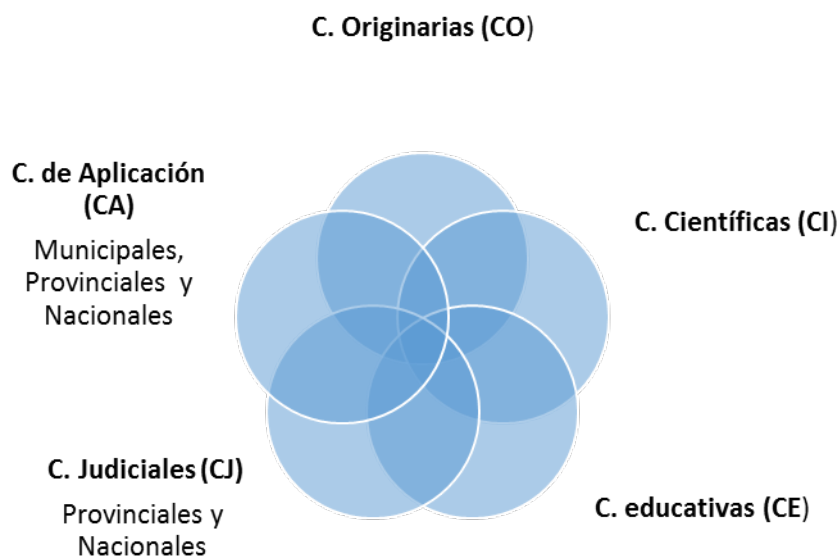 C. Originarias (CO)
C. de Aplicación
(CA)
Municipales,
Provinciales y
Nacionales
C. Científicas (CI)
C. Judiciales (CJ)
Provinciales y
Nacionales
C. educativas (CE)